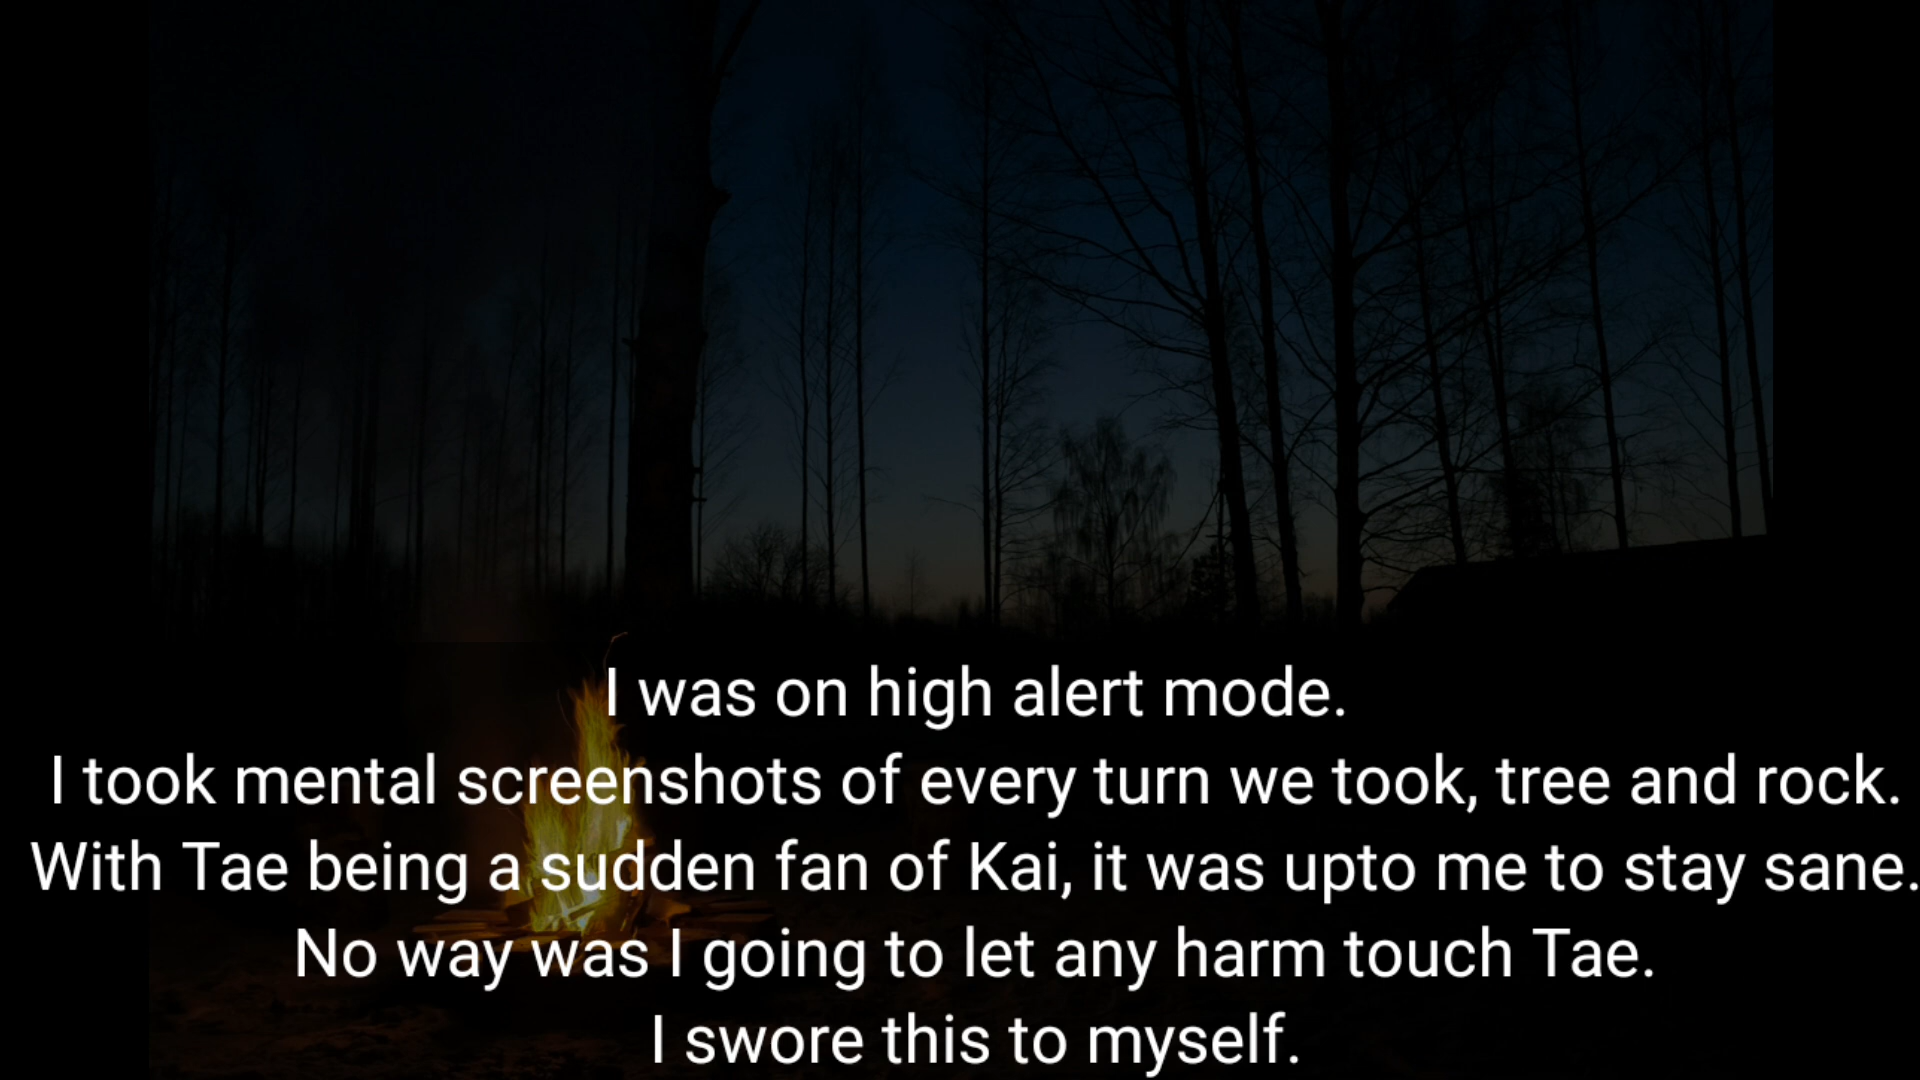 I was on high alert mode.
I took mental screenshots of every turn we took, tree and rock.
With Tae being a sudden fan of Kai, it was upto me to stay sane.
No way was I going to let any harm touch Tae.
I swore this to myself.